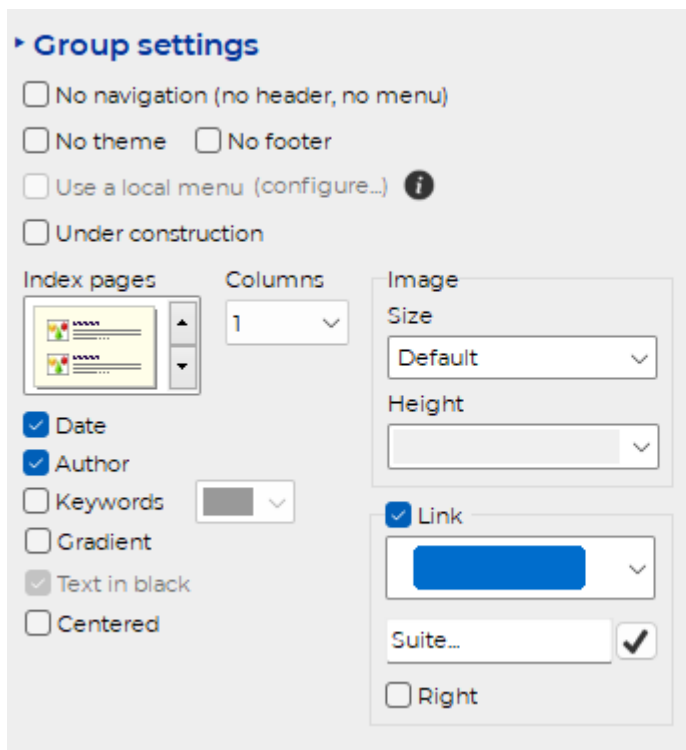 Group settings
No navigation (no header, no menu)
No theme No footer
Use a local menu (configure...)
Under construction
Index pages Columns Image
1 Size
Default
Height
Date
Author
Keywords
Link
Gradient
Text in black
Centered
Suite...
Right